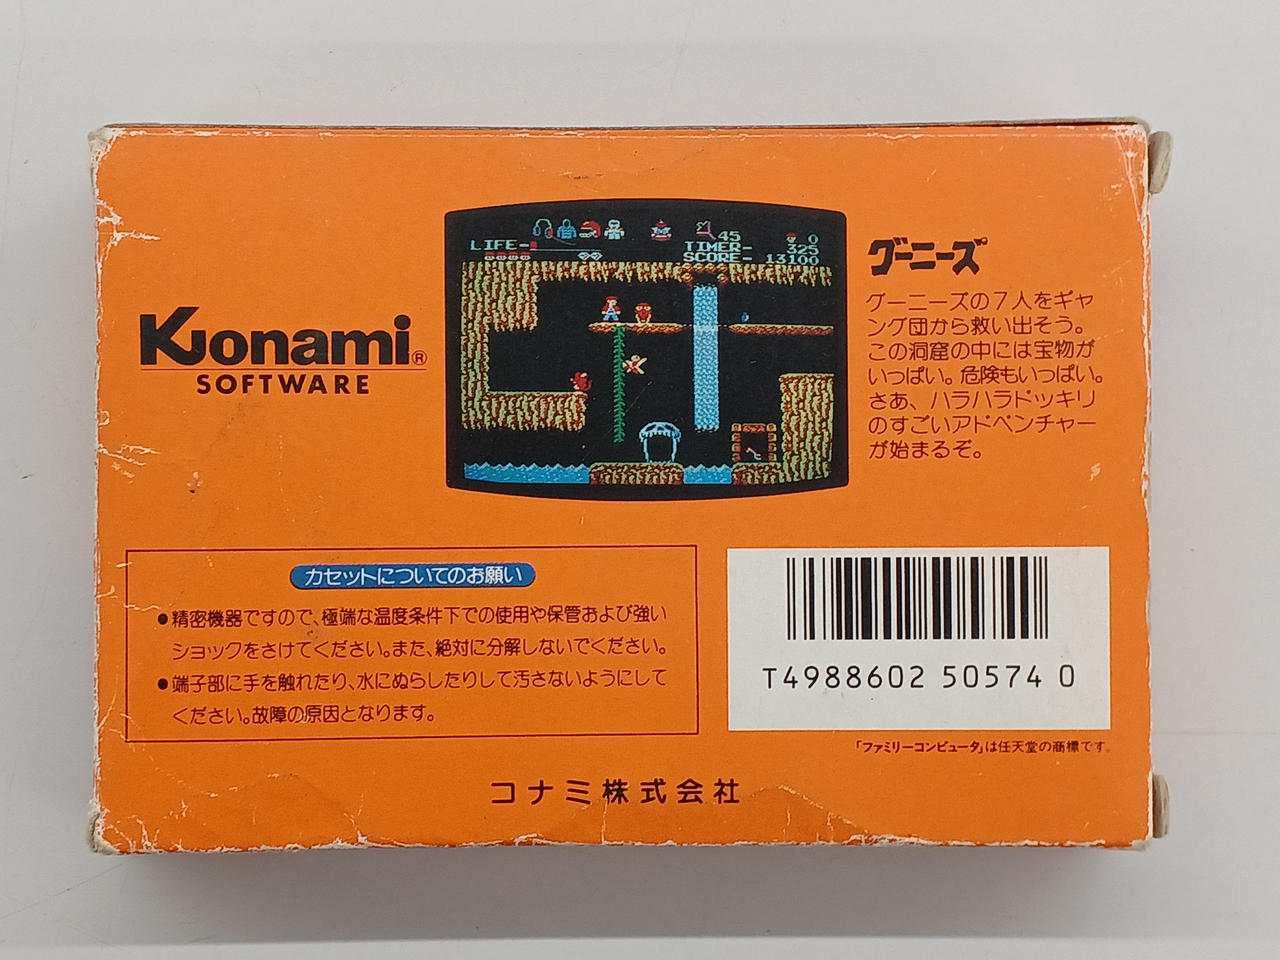 Konami®
SOFTWARE
LIFE-
45
0
TIMER-
325
SCORE-
13100
グーニーズ
グーニーズの7人をギャ
ング団から救い出そう。
この洞窟の中には宝物が
いっぱい。危険もいっぱい。
さあ、ハラハラドッキリ
のすごいアドベンチャー
が始まるぞ。
カセットについてのお願い
●精密機器ですので、極端な温度条件下での使用や保管および強い
ショックをさけてください。また、絶対に分解しないでください。
●端子部に手を触れたり、水にぬらしたりして汚さないようにして
ください。故障の原因となります。
T4988602 50574 0
「ファミリーコンピュータ」は任天堂の商標です。
コナミ株式会社